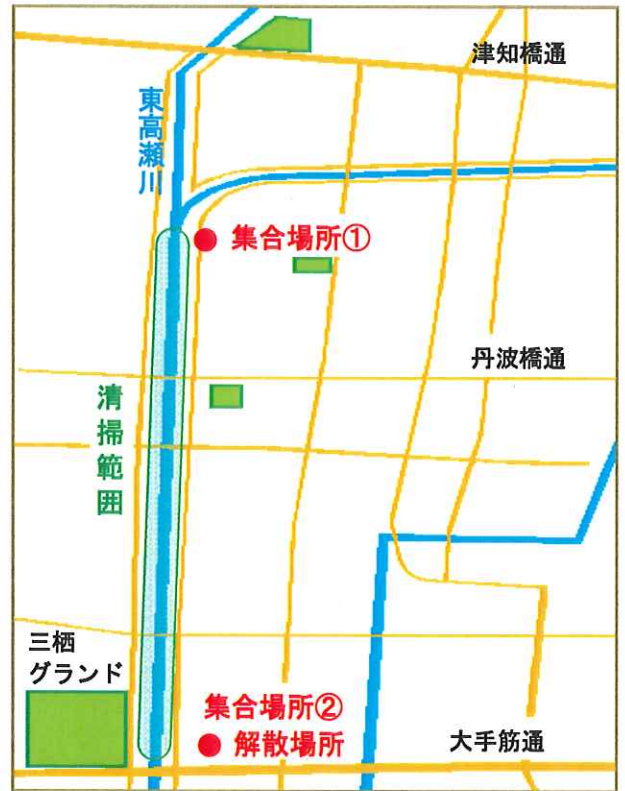 津知橋通
東高瀬川
集合場所①
丹波橋通
清掃範囲
三栖
グランド
集合場所②
解散場所
大手筋通